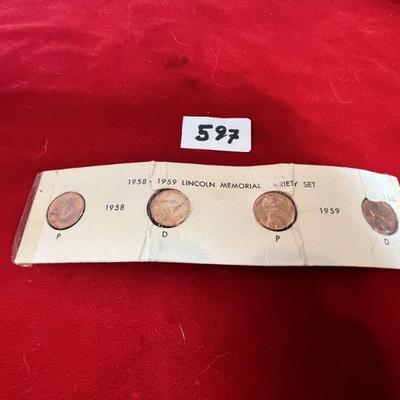 597
1958 - 1959 LINCOLN MEMORIAL RIETY SET
1958 1959
P D P D